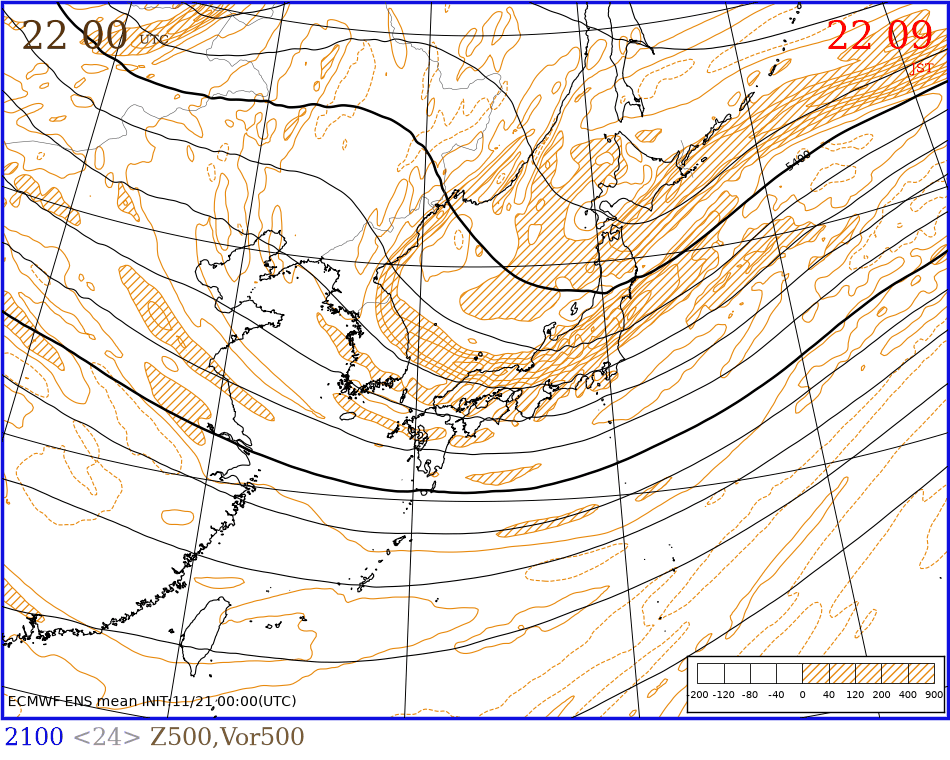 22 00 UTC
22 09
JST
5400
ECMWF ENS mean INIT:11/21 00:00(UTC)
-200 -120 -80 -40 0 40 120 200 400 900
2100 <24> Z500,Vor500